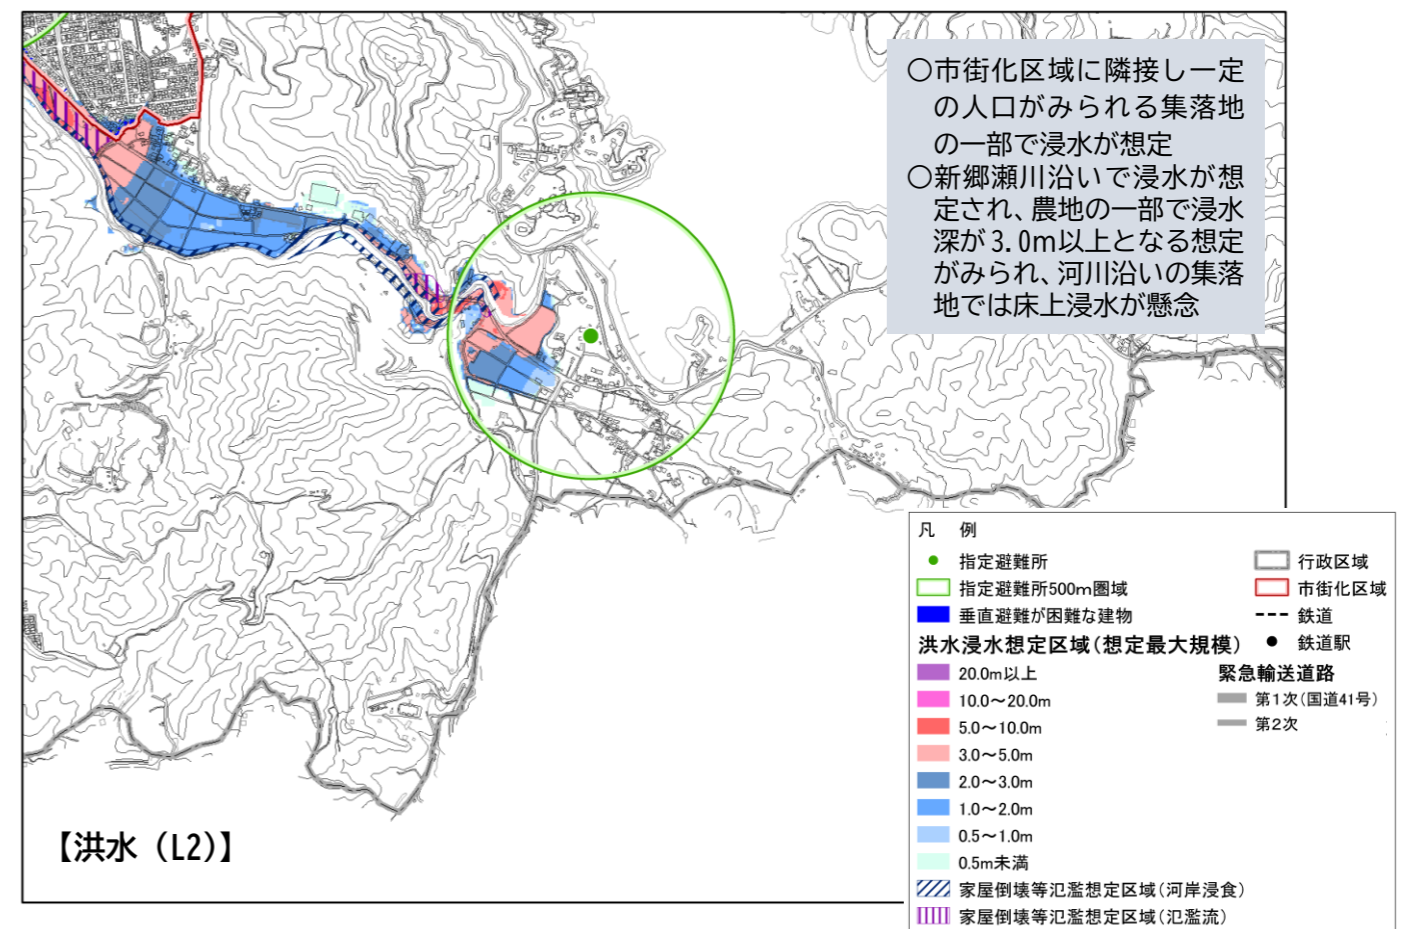 〇市街化区域に隣接し一定
の人口がみられる集落地
の一部で浸水が想定
〇新郷瀬川沿いで浸水が想
定され、農地の一部で浸水
深が3.0m以上となる想定
がみられ、河川沿いの集落
地では床上浸水が懸念
凡　例
指定避難所
指定避難所500m圏域
垂直避難が困難な建物
洪水浸水想定区域(想定最大規模)
20.0m以上
10.0～20.0m
5.0～10.0m
3.0～5.0m
2.0～3.0m
1.0～2.0m
0.5～1.0m
0.5m未満
家屋倒壊等氾濫想定区域(河岸浸食)
家屋倒壊等氾濫想定区域(氾濫流)
行政区域
市街化区域
鉄道
鉄道駅
緊急輸送道路
第1次(国道41号)
第2次
【洪水（L2)】